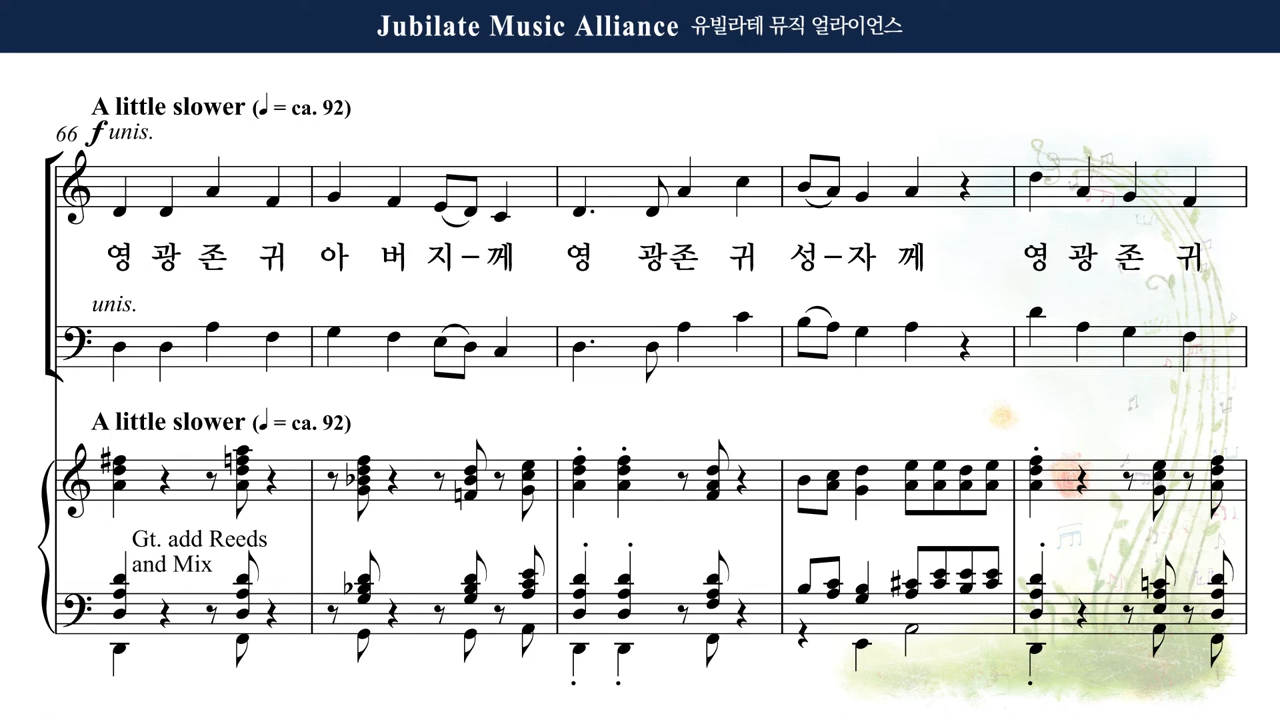 Jubilate Music Alliance 유빌라테 뮤직 얼라이언스
A little slower (♩ = ca. 92)
66 f unis.
영 광 존 귀 아 버 지 – 께 영 광 존 귀 성 – 자 께 영 광 존 귀
unis.
A little slower (♩ = ca. 92)
Gt. add Reeds
and Mix